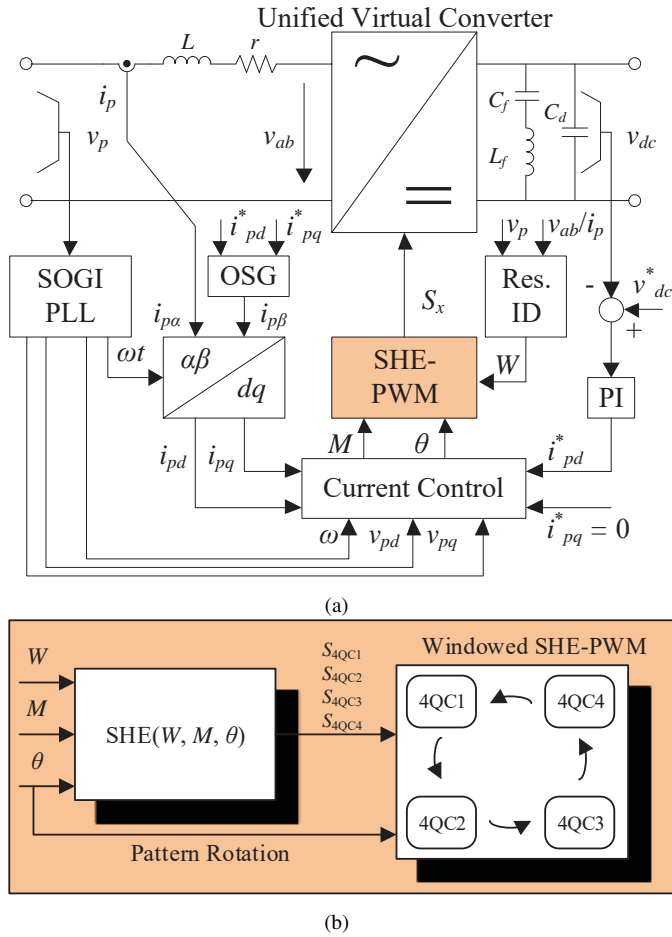 Unified Virtual Converter
L r
i_p
v_p
v_ab
~
=
C_f
C_d
L_f
v_dc
i*_pd i*_pq
v_p v_ab/i_p
SOGI
PLL
OSG
S_x
Res.
ID
- v*_dc
+
i_pα i_pβ
ωt
αβ
dq
SHE-
PWM
W
PI
i_pd i_pq
M θ
i*_pd
Current Control
ω v_pd v_pq
i*_pq = 0
(a)
W
M
θ
SHE(W, M, θ)
S_4QC1
S_4QC2
S_4QC3
S_4QC4
Windowed SHE-PWM
4QC1 4QC4
4QC2 4QC3
Pattern Rotation
(b)